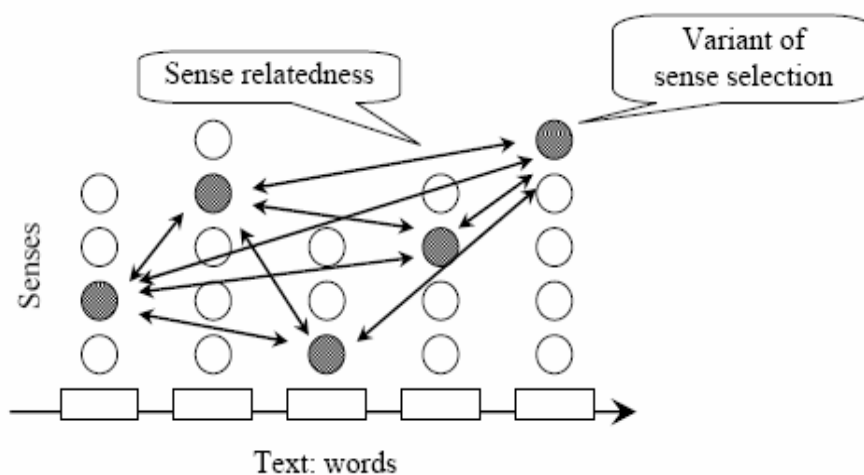 Variant of
sense selection
Sense relatedness
Senses
Text: words